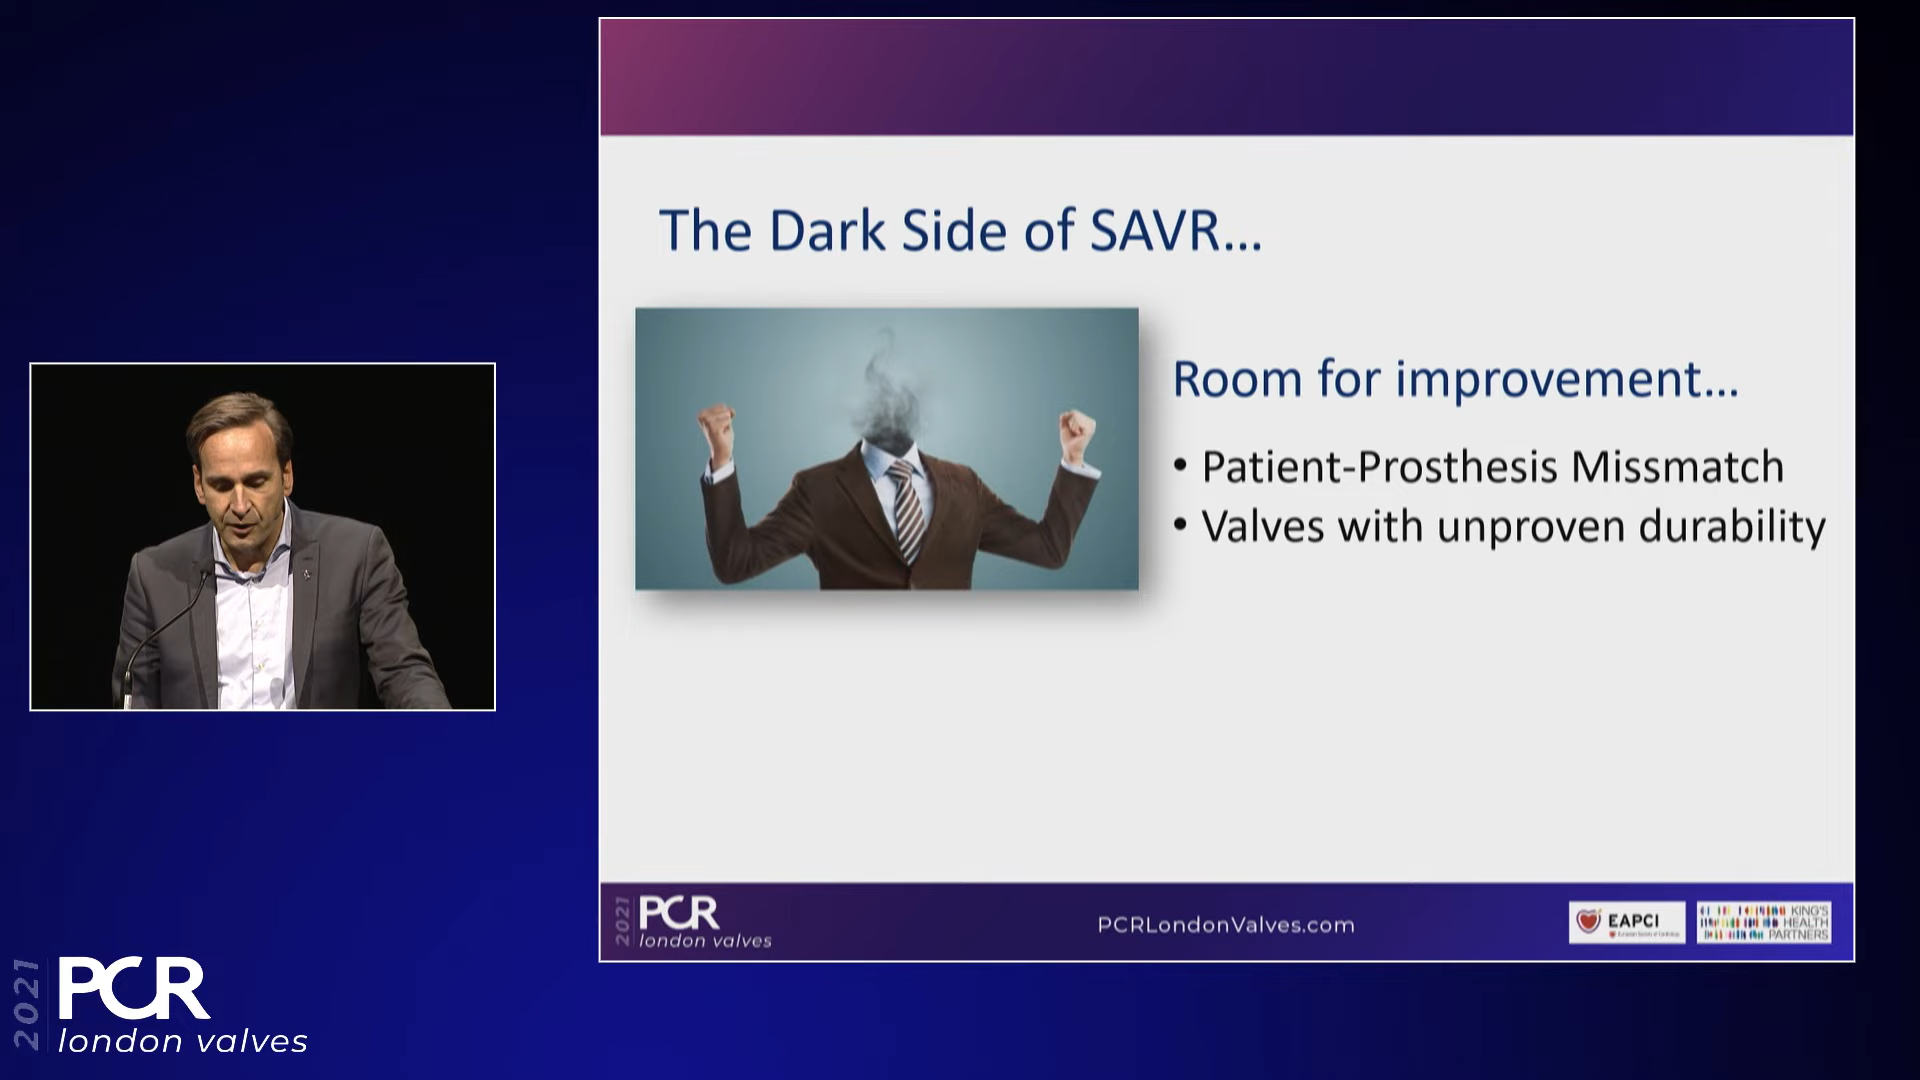 The Dark Side of SAVR...
Room for improvement...
• Patient-Prosthesis Missmatch
• Valves with unproven durability
2021
PCR
london valves
PCRLondonValves.com
EAPCI
KING'S
HEALTH
PARTNERS
2021
PCR
london valves